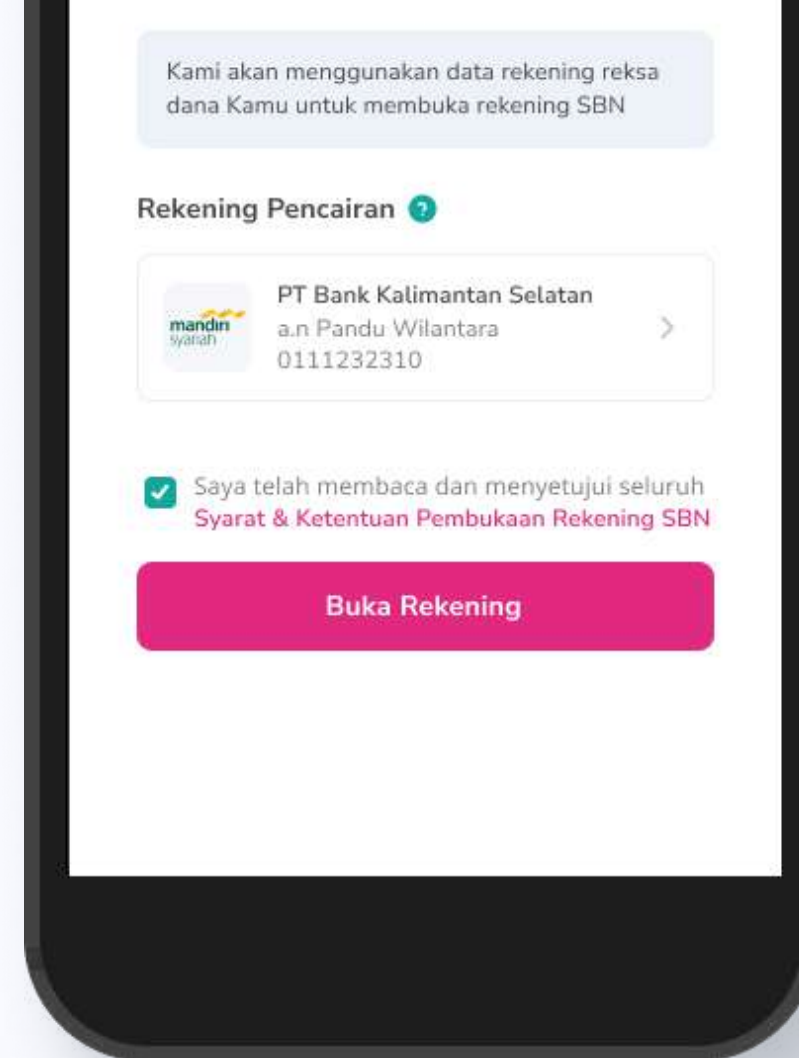 Kami akan menggunakan data rekening reksa
dana Kamu untuk membuka rekening SBN
Rekening Pencairan ?
mandiri
syariah
PT Bank Kalimantan Selatan
a.n Pandu Wilantara
0111232310
Saya telah membaca dan menyetujui seluruh
Syarat & Ketentuan Pembukaan Rekening SBN
Buka Rekening